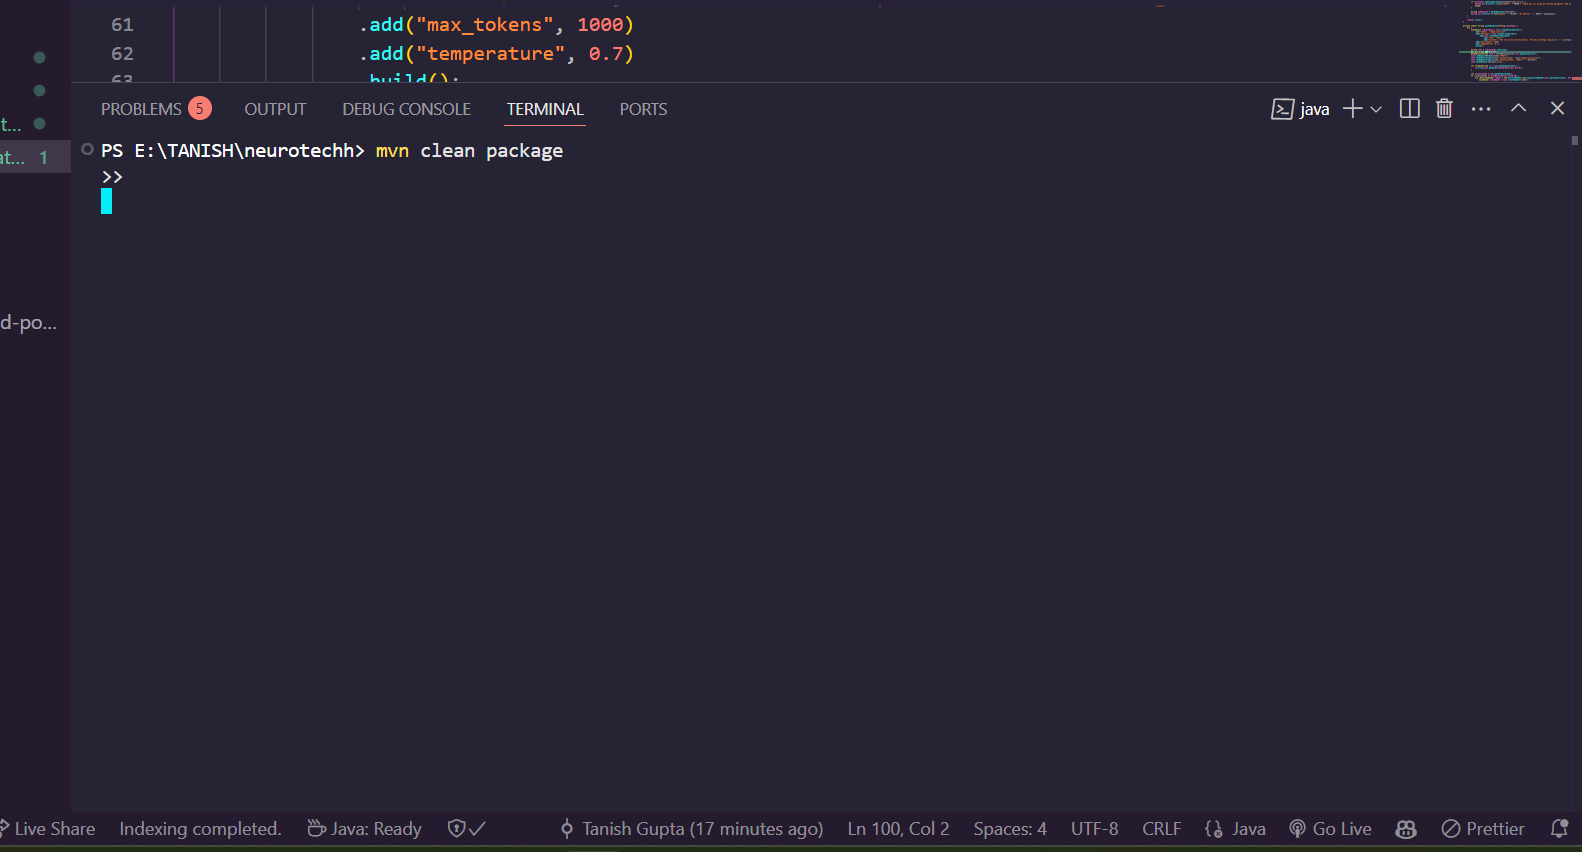 61 .add("max_tokens", 1000)
62 .add("temperature", 0.7)
63 build();
PROBLEMS 5 OUTPUT DEBUG CONSOLE TERMINAL PORTS java
t...
at... 1
PS E:\TANISH\neurotechh> mvn clean package
>>
d-po...
Live Share Indexing completed. Java: Ready Tanish Gupta (17 minutes ago) Ln 100, Col 2 Spaces: 4 UTF-8 CRLF Java Go Live Prettier